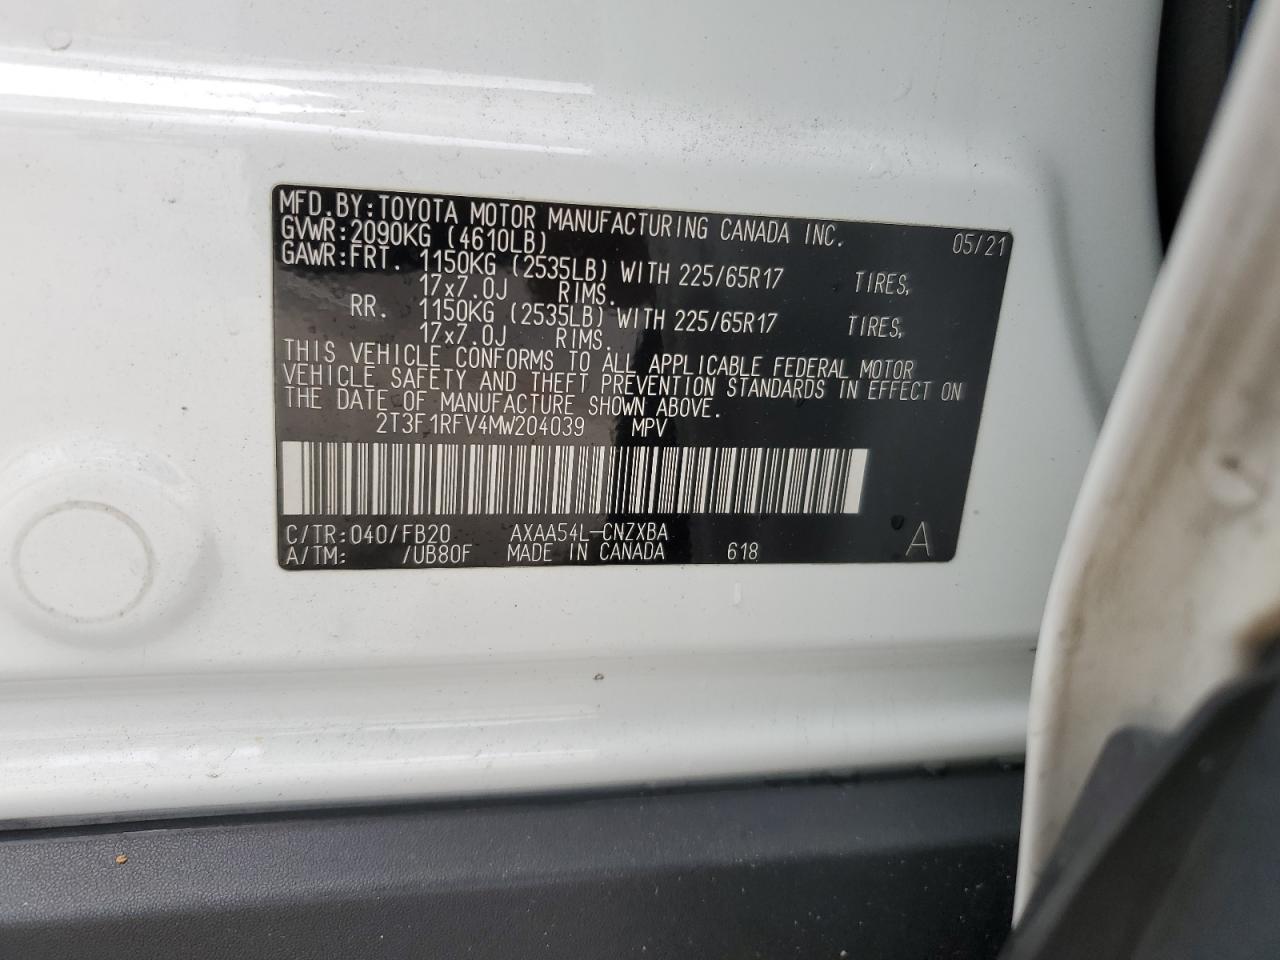 MFD.BY:TOYOTA MOTOR MANUFACTURING CANADA INC. 05/21
GVWR:2090KG (4610LB)
GAWR:FRT. 1150KG (2535LB) WITH 225/65R17 TIRES,
17x7.0J RIMS.
RR. 1150KG (2535LB) WITH 225/65R17 TIRES,
17x7.0J RIMS.
THIS VEHICLE CONFORMS TO ALL APPLICABLE FEDERAL MOTOR
VEHICLE SAFETY AND THEFT PREVENTION STANDARDS IN EFFECT ON
THE DATE OF MANUFACTURE SHOWN ABOVE.
2T3F1RFV4MW204039 MPV
C/TR:040/FB20 AXAA54L-CNZXBA A
A/TM: /UB80F MADE IN CANADA 618